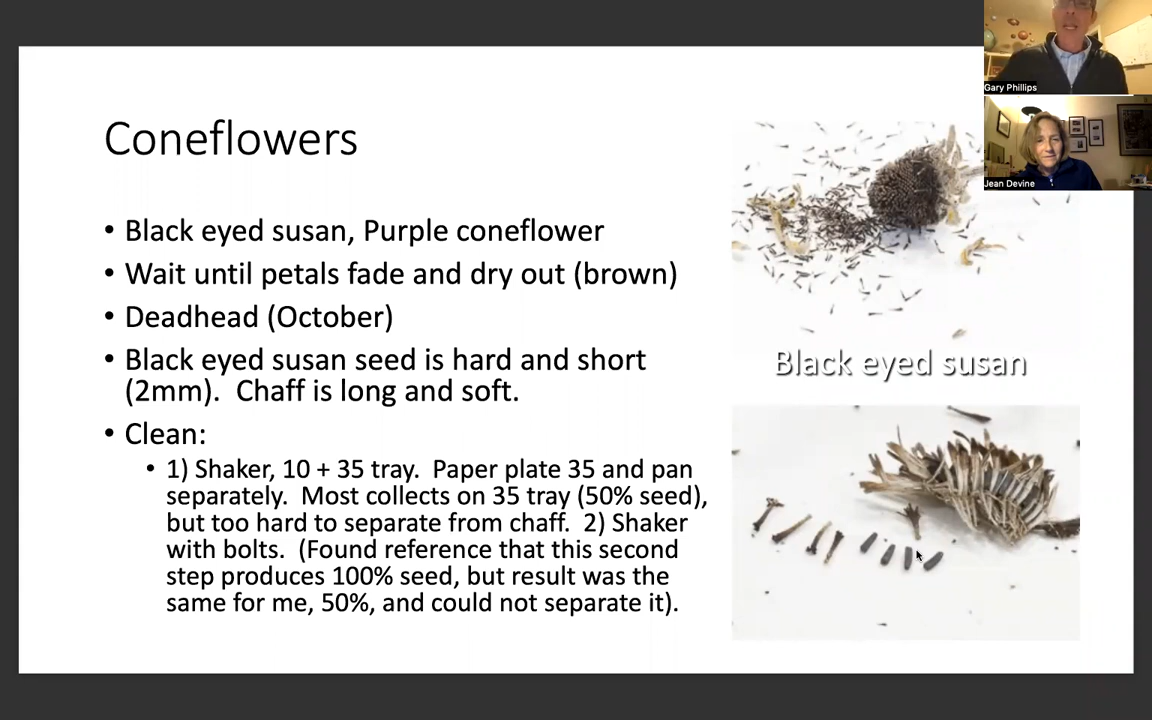 Coneflowers
• Black eyed susan, Purple coneflower
• Wait until petals fade and dry out (brown)
• Deadhead (October)
• Black eyed susan seed is hard and short
(2mm).  Chaff is long and soft.
• Clean:
• 1) Shaker, 10 + 35 tray.  Paper plate 35 and pan
separately.  Most collects on 35 tray (50% seed),
but too hard to separate from chaff.  2) Shaker
with bolts.  (Found reference that this second
step produces 100% seed, but result was the
same for me, 50%, and could not separate it).
Black eyed susan
Gary Phillips
Jean Devine